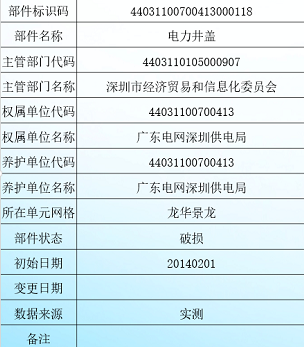 部件标识码 44031100700413000118
部件名称 电力井盖
主管部门代码 4403110105000907
主管部门名称 深圳市经济贸易和信息化委员会
权属单位代码 44031100700413
权属单位名称 广东电网深圳供电局
养护单位代码 44031100700413
养护单位名称 广东电网深圳供电局
所在单元网格 龙华景龙
部件状态 破损
初始日期 20140201
变更日期
数据来源 实测
备注